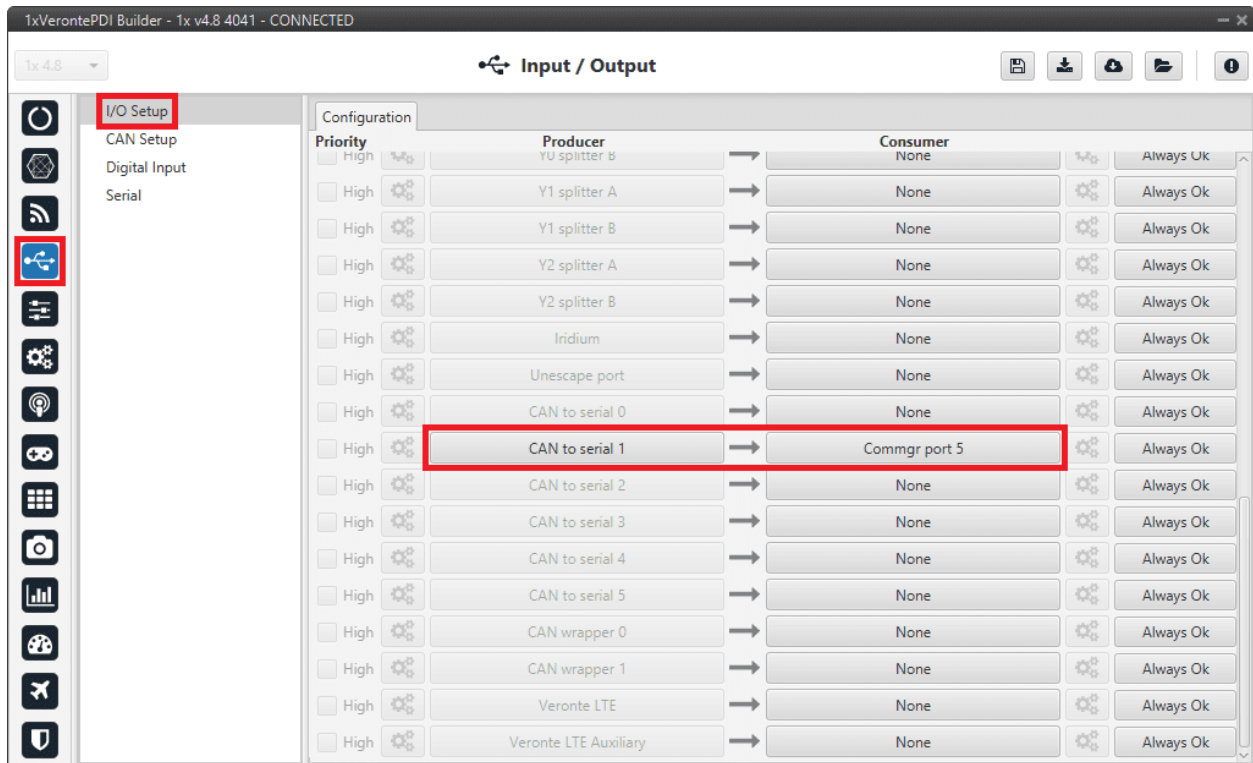 1xVerontePDI Builder - 1x v4.8 4041 - CONNECTED
1x 4.8
Input / Output
I/O Setup
CAN Setup
Digital Input
Serial
Configuration
Priority Producer Consumer
High Y0 splitter B None Always Ok
High Y1 splitter A None Always Ok
High Y1 splitter B None Always Ok
High Y2 splitter A None Always Ok
High Y2 splitter B None Always Ok
High Iridium None Always Ok
High Unescape port None Always Ok
High CAN to serial 0 None Always Ok
High CAN to serial 1 Commgr port 5 Always Ok
High CAN to serial 2 None Always Ok
High CAN to serial 3 None Always Ok
High CAN to serial 4 None Always Ok
High CAN to serial 5 None Always Ok
High CAN wrapper 0 None Always Ok
High CAN wrapper 1 None Always Ok
High Veronte LTE None Always Ok
High Veronte LTE Auxiliary None Always Ok